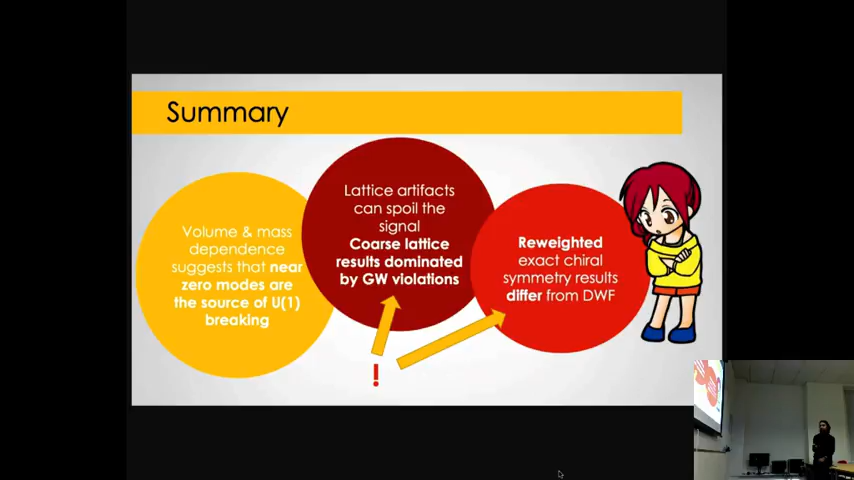 Summary
Volume & mass
dependence
suggests that near
zero modes are
the source of U(1)
breaking
Lattice artifacts
can spoil the
signal
Coarse lattice
results dominated
by GW violations
Reweighted
exact chiral
symmetry results
differ from DWF
!